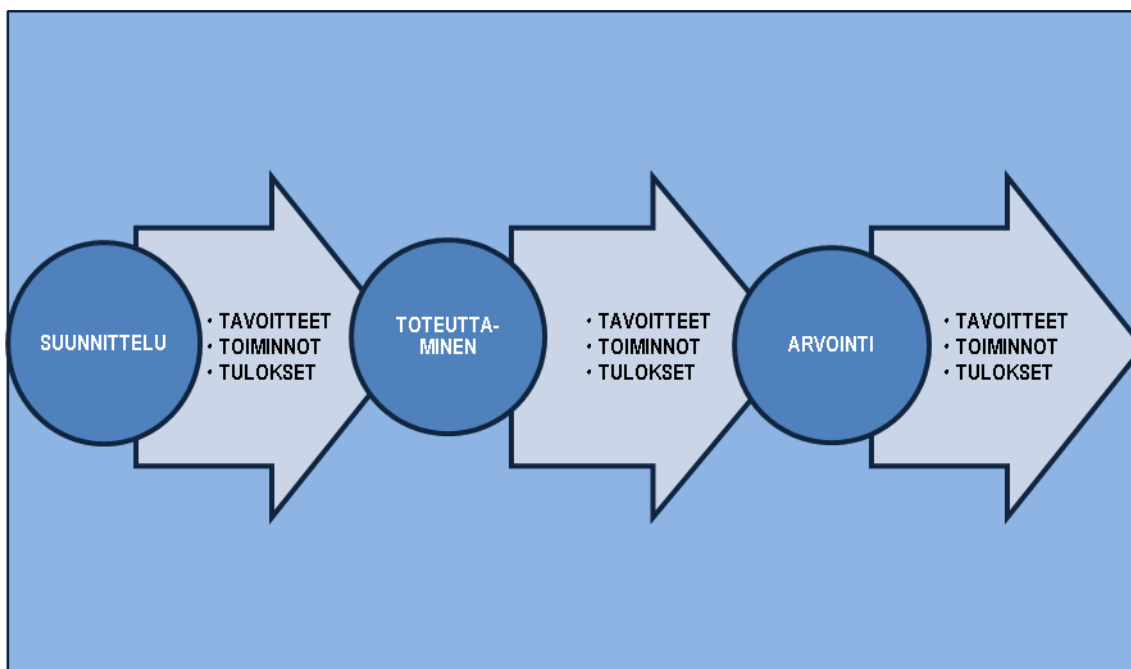 SUUNNITTELU
· TAVOITTEET
· TOIMINNOT
· TULOKSET
TOTEUTTA-
MINEN
· TAVOITTEET
· TOIMINNOT
· TULOKSET
ARVOINTI
· TAVOITTEET
· TOIMINNOT
· TULOKSET